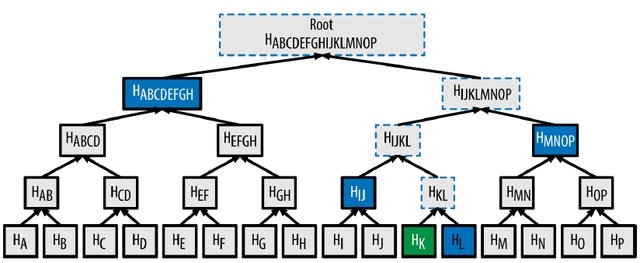 Root
HABCDEFGHIJKLMNOP
HABCDEFGH
HIJKLMNOP
HABCD
HEFGH
HIJKL
HMNOP
HAB
HCD
HEF
HGH
HIJ
HKL
HMN
HOP
HA
HB
HC
HD
HE
HF
HG
HH
HI
HJ
HK
HL
HM
HN
HO
HP